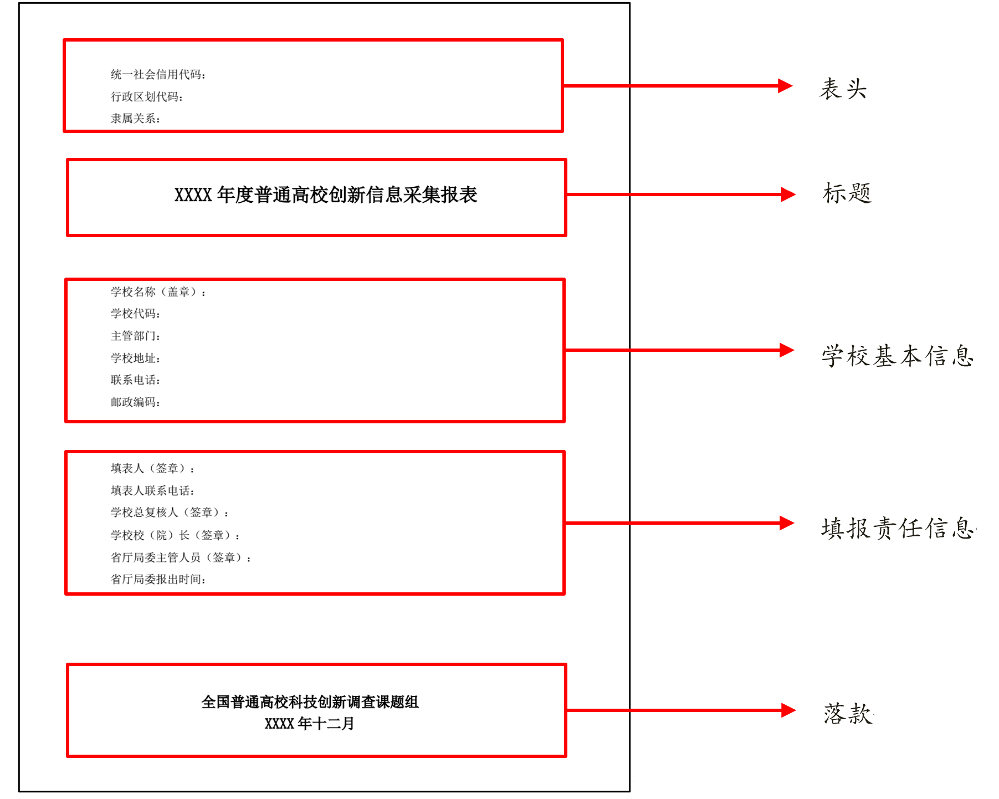 统一社会信用代码：
行政区划代码：
隶属关系：
表头
XXXX 年度普通高校创新信息采集报表
标题
学校名称（盖章）：
学校代码：
主管部门：
学校地址：
联系电话：
邮政编码：
学校基本信息
填表人（签章）：
填表人联系电话：
学校总复核人（签章）：
学校校（院）长（签章）：
省厅局委主管人员（签章）：
省厅局委报出时间：
填报责任信息
全国普通高校科技创新调查课题组
XXXX 年十二月
落款